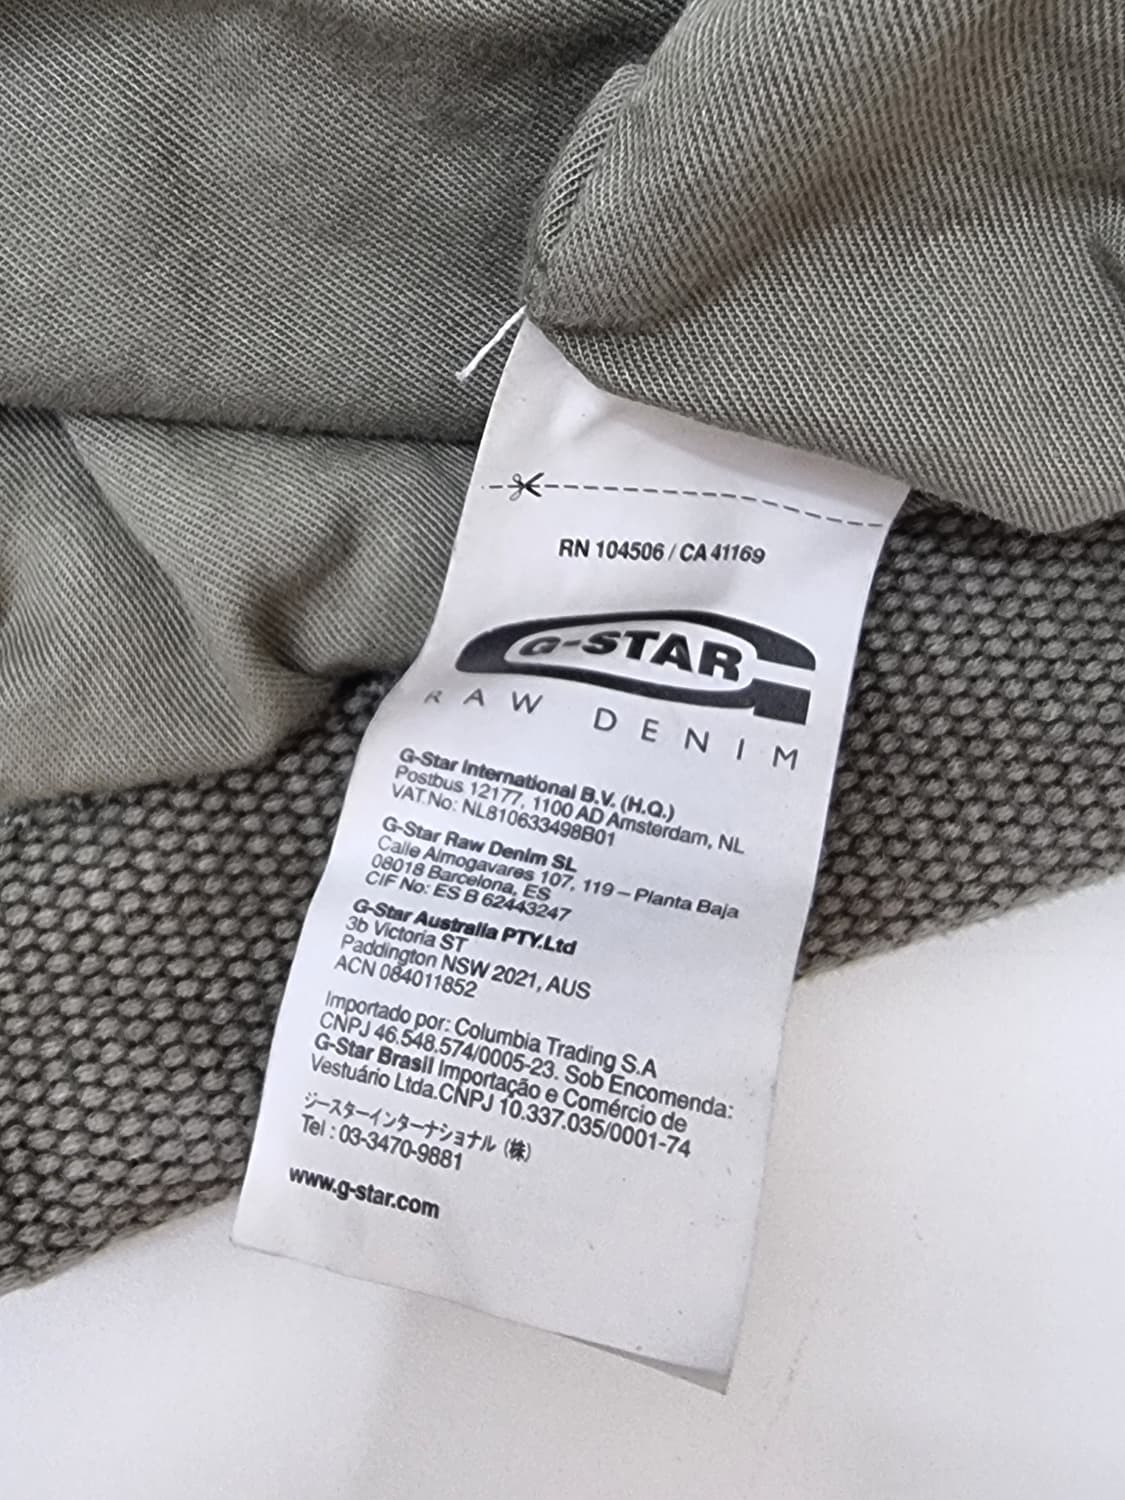 RN 104506 / CA 41169
G-STAR
RAW DENIM
G-Star International B.V. (H.Q.)
Postbus 12177, 1100 AD Amsterdam, NL
VAT.No: NL810633498B01
G-Star Raw Denim SL
Calle Almogavares 107, 119 – Planta Baja
08018 Barcelona, ES
CIF No: ES B 62443247
G-Star Australia PTY.Ltd
3b Victoria ST
Paddington NSW 2021, AUS
ACN 084011852
Importado por: Columbia Trading S.A
CNPJ 46.548.574/0005-23. Sob Encomenda:
G-Star Brasil Importação e Comércio de
Vestuário Ltda.CNPJ 10.337.035/0001-74
ジースターインターナショナル (株)
Tel : 03-3470-9881
www.g-star.com